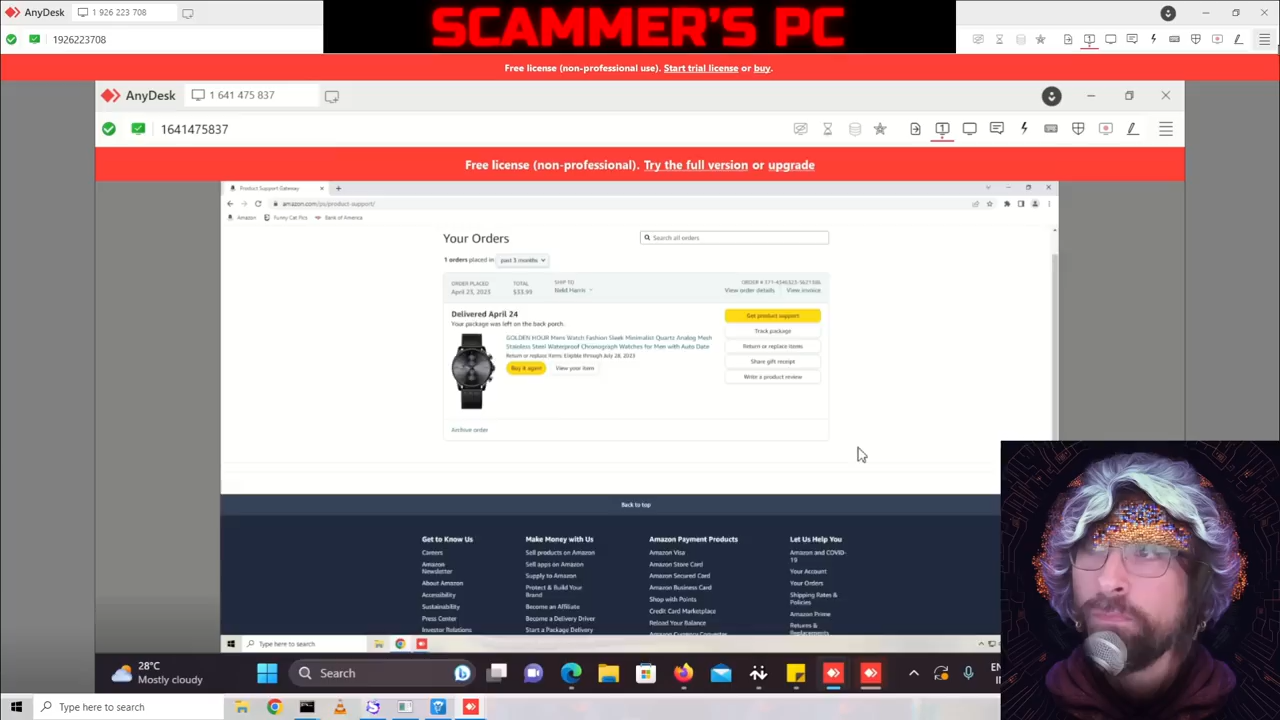 AnyDesk
1 926 223 708
SCAMMER'S PC
1926223708
Free license (non-professional use). Start trial license or buy.
AnyDesk
1 641 475 837
1641475837
Free license (non-professional). Try the full version or upgrade
Product Support Gateway
amazon.com/ps/product-support/
Amazon
Funny Cat Pics
Bank of America
Your Orders
Search all orders
1 orders placed in past 3 months
ORDER PLACED
April 23, 2023
TOTAL
$33.99
SHIP TO
Harris
View order details
View invoice
Delivered April 24
Your package was left on the back porch.
GOLDEN HOUR Mens Watch Fashion Sleek Minimalist Quartz Analog Mesh
Stainless Steel Waterproof Chronograph Watches for Men with Auto Date
Return or replace items: Eligible through July 28, 2023
Buy it again
View your item
Get product support
Track package
Return or replace items
Share gift receipt
Write a product review
Archive order
Back to top
Get to Know Us
Careers
Amazon
Newsletter
About Amazon
Accessibility
Sustainability
Press Center
Investor Relations
Make Money with Us
Sell products on Amazon
Sell apps on Amazon
Supply to Amazon
Protect & Build Your
Brand
Become an Affiliate
Become a Delivery Driver
Start a Package Delivery
Amazon Payment Products
Amazon Visa
Amazon Store Card
Amazon Secured Card
Amazon Business Card
Shop with Points
Credit Card Marketplace
Reload Your Balance
Amazon Currency Converter
Let Us Help You
Amazon and COVID-
19
Your Account
Your Orders
Shipping Rates &
Policies
Amazon Prime
Returns &
Replacements
Type here to search
28°C
Mostly cloudy
Search
Type here to search